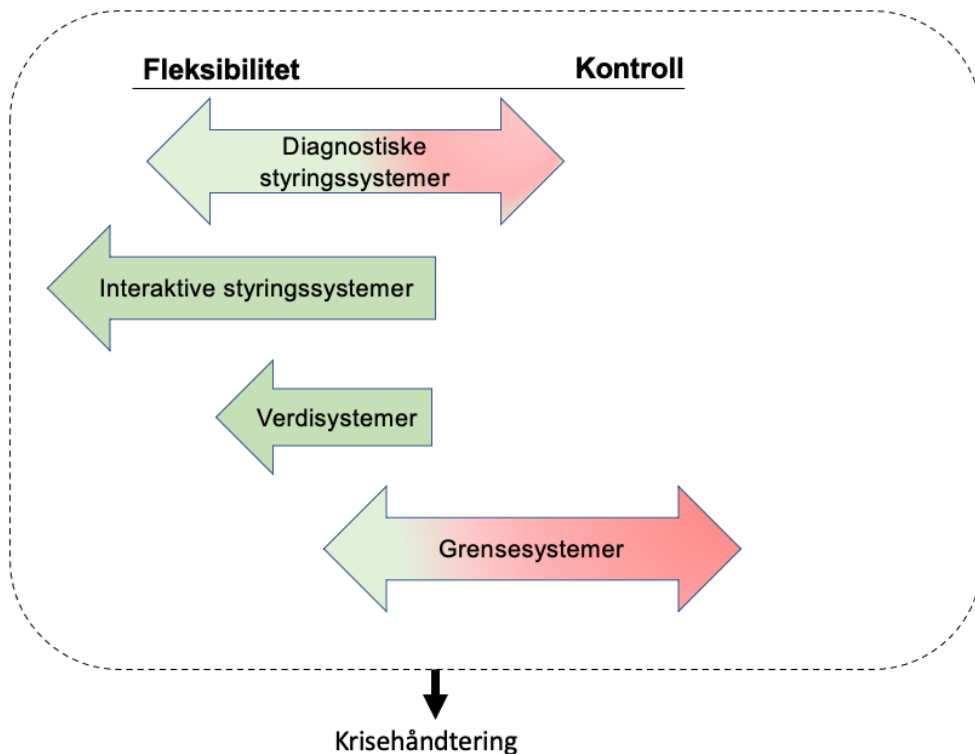 Fleksibilitet Kontroll
Diagnostiske
styringssystemer
Interaktive styringssystemer
Verdisystemer
Grensesystemer
Krisehåndtering